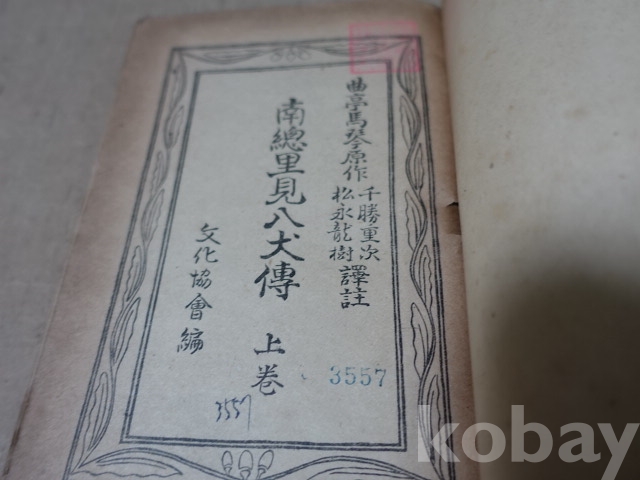 曲亭馬琴原作
千勝重次
松永龍樹
譯註
南總里見八犬傳
上巻
文化協會編
3557
3557
kobay